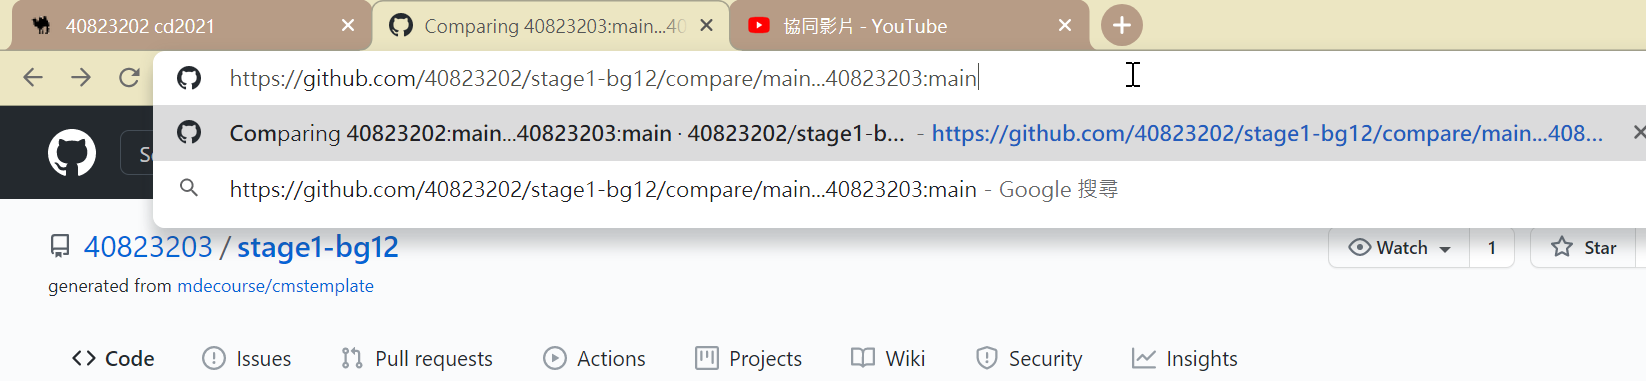 40823202 cd2021
Comparing 40823203:main...40
協同影片 - YouTube
https://github.com/40823202/stage1-bg12/compare/main...40823203:main
Comparing 40823202:main...40823203:main · 40823202/stage1-b... - https://github.com/40823202/stage1-bg12/compare/main...408...
https://github.com/40823202/stage1-bg12/compare/main...40823203:main - Google 搜尋
40823203 / stage1-bg12
Watch 1 Star
generated from mdecourse/cmstemplate
Code Issues Pull requests Actions Projects Wiki Security Insights